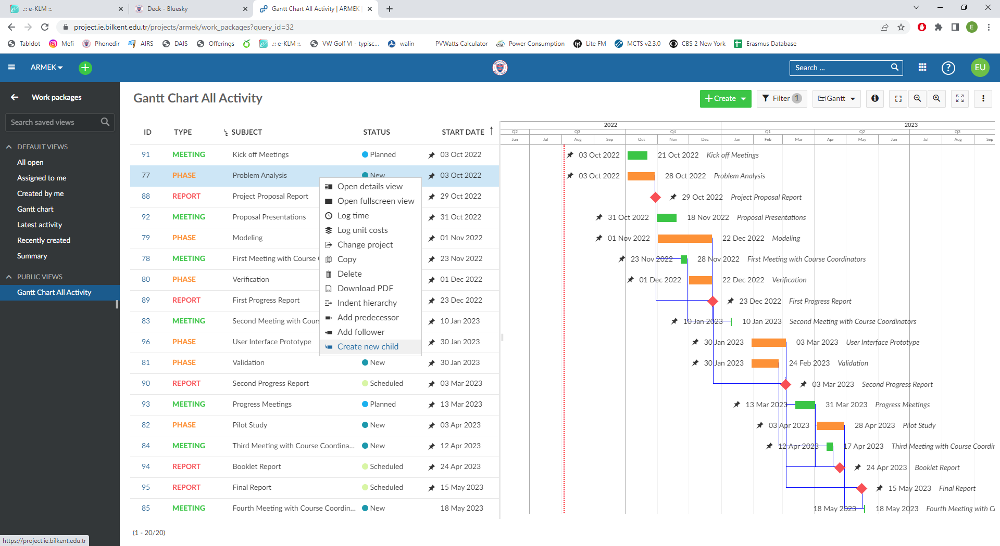 .:: e-KLM ::.
Deck - Bluesky
Gantt Chart All Activity | ARMEK |
project.ie.bilkent.edu.tr/projects/armek/work_packages?query_id=32
E
Tabldot
Mefi
Phonedir
AIRS
DAIS
Offerings
.:: e-KLM ::.
VW Golf VI - typisc...
walin
PVWatts Calculator
eia
Power Consumption
Lite FM
MCTS v2.3.0
CBS 2 New York
Erasmus Database
ARMEK
Search ...
?
EU
Work packages
Search saved views
DEFAULT VIEWS
All open
Assigned to me
Created by me
Gantt chart
Latest activity
Recently created
Summary
PUBLIC VIEWS
Gantt Chart All Activity
https://project.ie.bilkent.edu.tr
Gantt Chart All Activity
+Create
Filter 1
Gantt
ID TYPE SUBJECT STATUS START DATE
91 MEETING Kick off Meetings Planned 03 Oct 2022
77 PHASE Problem Analysis New 03 Oct 2022
88 REPORT Project Proposal Report 29 Oct 2022
92 MEETING Proposal Presentations 31 Oct 2022
79 PHASE Modeling 01 Nov 2022
78 MEETING First Meeting with Course 23 Nov 2022
80 PHASE Verification 01 Dec 2022
89 REPORT First Progress Report 23 Dec 2022
83 MEETING Second Meeting with Cours 10 Jan 2023
96 PHASE User Interface Prototype 30 Jan 2023
81 PHASE Validation New 30 Jan 2023
90 REPORT Second Progress Report Scheduled 03 Mar 2023
93 MEETING Progress Meetings Planned 13 Mar 2023
82 PHASE Pilot Study New 03 Apr 2023
84 MEETING Third Meeting with Course Coordina... New 12 Apr 2023
94 REPORT Booklet Report Scheduled 24 Apr 2023
95 REPORT Final Report Scheduled 15 May 2023
85 MEETING Fourth Meeting with Course Coordin... New 18 May 2023
(1 - 20/20)
Open details view
Open fullscreen view
Log time
Log unit costs
Change project
Copy
Delete
Download PDF
Indent hierarchy
Add predecessor
Add follower
Create new child
2022 2023
Q2 Q3 Q4 Q1 Q2 Q3
Jun Jul Aug Sep Oct Nov Dec Jan Feb Mar Apr May Jun Jul Aug Sep
03 Oct 2022 21 Oct 2022 Kick off Meetings
03 Oct 2022 28 Oct 2022 Problem Analysis
29 Oct 2022 Project Proposal Report
31 Oct 2022 18 Nov 2022 Proposal Presentations
01 Nov 2022 22 Dec 2022 Modeling
23 Nov 2022 28 Nov 2022 First Meeting with Course Coordinators
01 Dec 2022 22 Dec 2022 Verification
23 Dec 2022 First Progress Report
10 Jan 2023 10 Jan 2023 Second Meeting with Course Coordinators
30 Jan 2023 03 Mar 2023 User Interface Prototype
30 Jan 2023 24 Feb 2023 Validation
03 Mar 2023 Second Progress Report
13 Mar 2023 31 Mar 2023 Progress Meetings
03 Apr 2023 28 Apr 2023 Pilot Study
12 Apr 2023 17 Apr 2023 Third Meeting with Course Coordin
24 Apr 2023 Booklet Report
15 May 2023 Final Report
18 May 2023 18 May 2023 Fourth Meeting with C